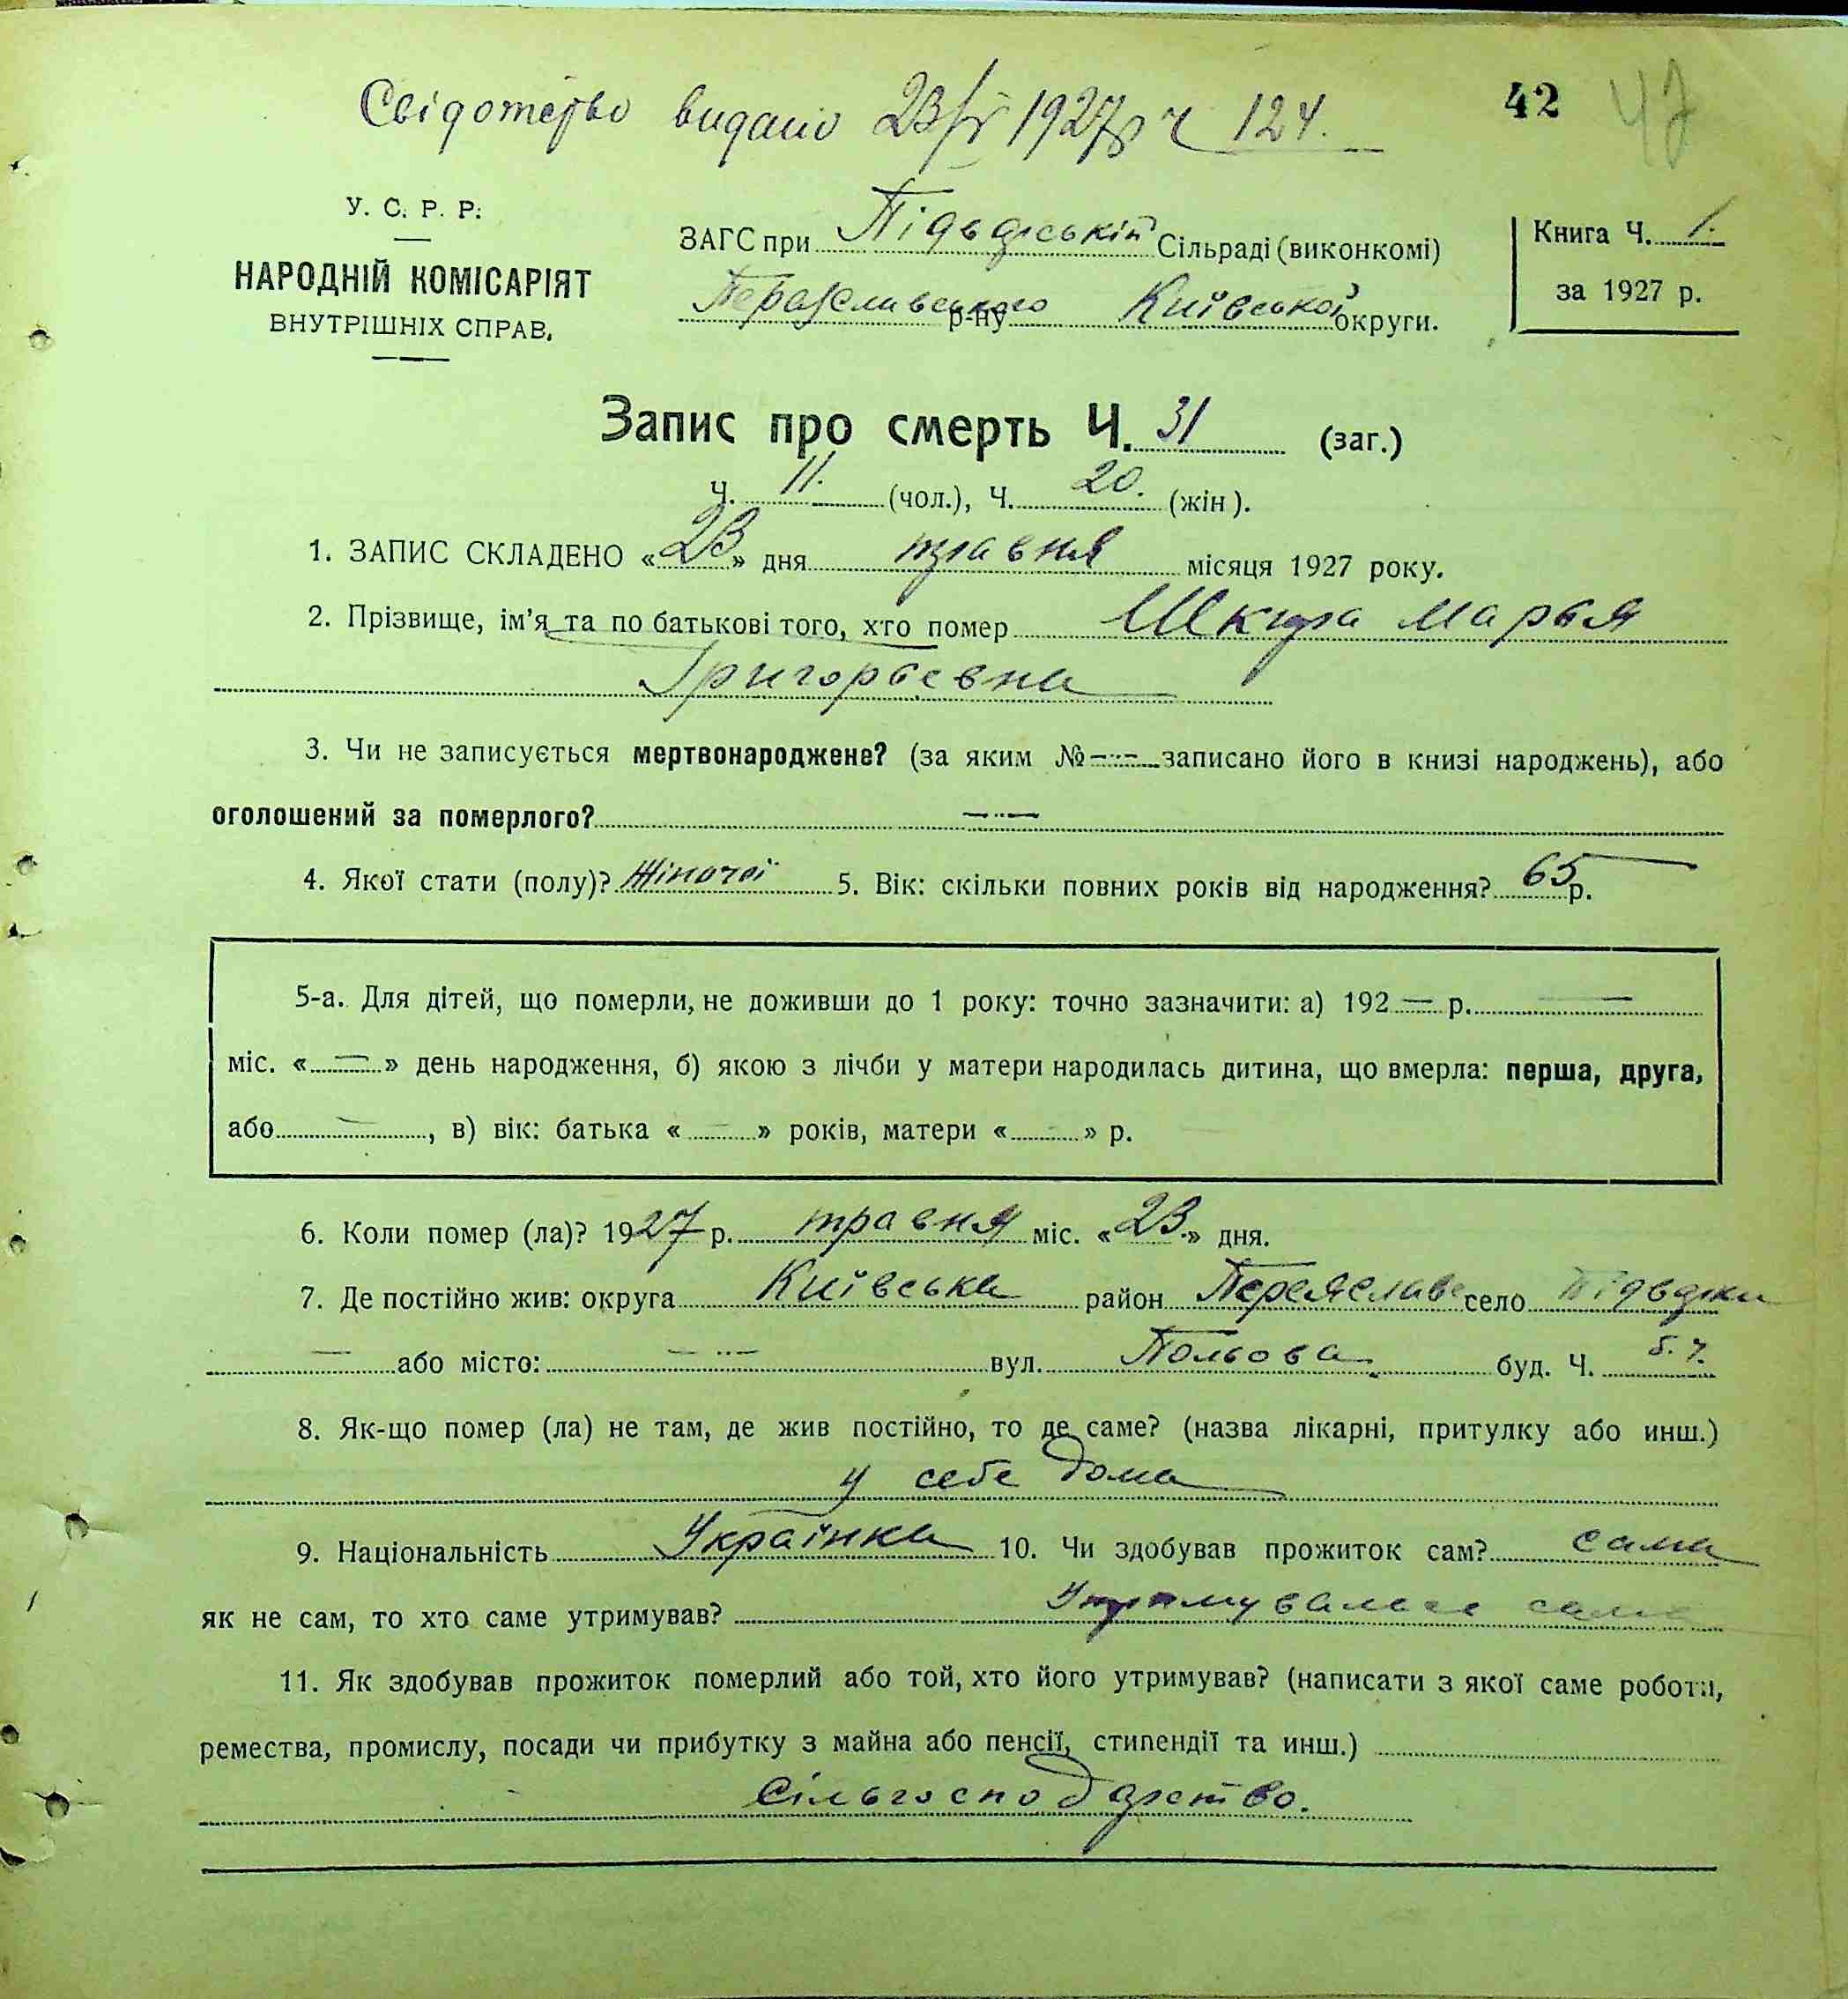 Свідотство видано 23/V 1927 р ч 124.
42 47
У. С. Р. Р.
НАРОДНІЙ КОМІСАРІЯТ
ВНУТРІШНІХ СПРАВ.
ЗАГС при Підварській Сільраді (виконкомі)
Переяславського р-ну Київської округи.
Книга Ч. 1.
за 1927 р.
Запис про смерть Ч. 31 (заг.)
Ч. 11. (чол.), Ч. 20. (жін).
1. ЗАПИС СКЛАДЕНО «23» дня травня місяця 1927 року.
2. Прізвище, ім'я та по батькові того, хто помер Шкура Марья
Григорьевна
3. Чи не записується мертвонароджене? (за яким № — записано його в книзі народжень), або
оголошений за померлого? —
4. Якої стати (полу)? Жіночої 5. Вік: скільки повних років від народження? 65 р.
5-а. Для дітей, що померли, не доживши до 1 року: точно зазначити: а) 192 — р. —
міс. « — » день народження, б) якою з лічби у матери народилась дитина, що вмерла: перша, друга,
або — , в) вік: батька « — » років, матери « — » р.
6. Коли помер (ла)? 1927 р. травня міс. «23.» дня.
7. Де постійно жив: округа Київська район Переяславс село Підварки
— або місто: — вул. Польова буд. Ч. б. ч.
8. Як-що помер (ла) не там, де жив постійно, то де саме? (назва лікарні, притулку або инш.)
у себе дома
9. Національність Українка 10. Чи здобував прожиток сам? сама
як не сам, то хто саме утримував? Утримувалась сама
11. Як здобував прожиток померлий або той, хто його утримував? (написати з якої саме роботи,
ремества, промислу, посади чи прибутку з майна або пенсії, стипендії та инш.)
Сільгосподарство.